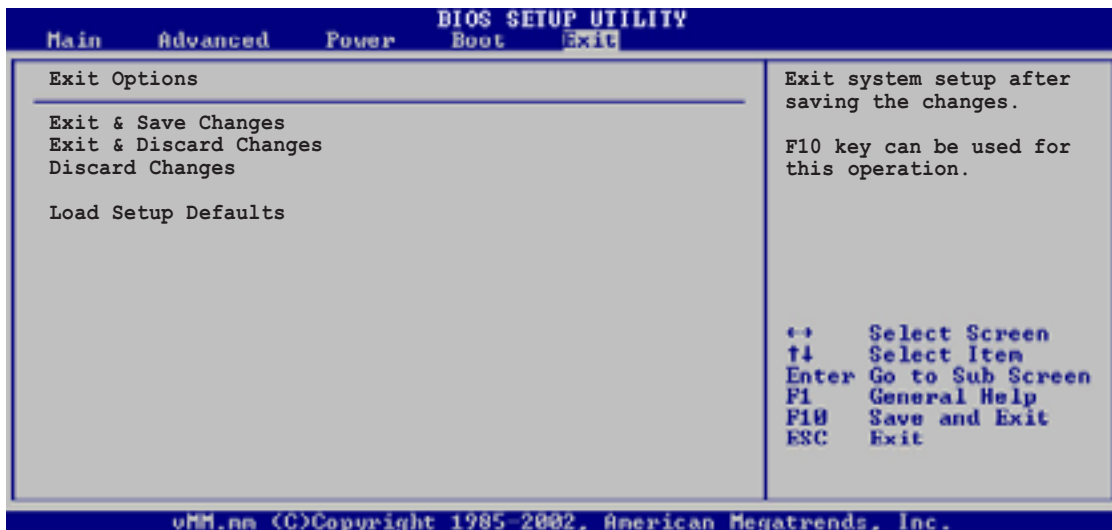 BIOS SETUP UTILITY
Main Advanced Power Boot Exit
Exit Options
Exit & Save Changes
Exit & Discard Changes
Discard Changes
Load Setup Defaults
Exit system setup after
saving the changes.
F10 key can be used for
this operation.
←→ Select Screen
↑↓ Select Item
Enter Go to Sub Screen
F1 General Help
F10 Save and Exit
ESC Exit
vMM.mm (C)Copyright 1985-2002, American Megatrends, Inc.